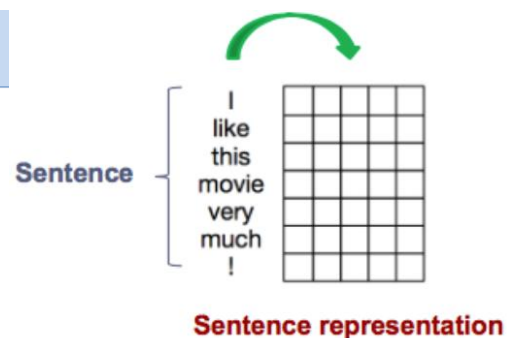 Sentence
I
like
this
movie
very
much
!
Sentence representation